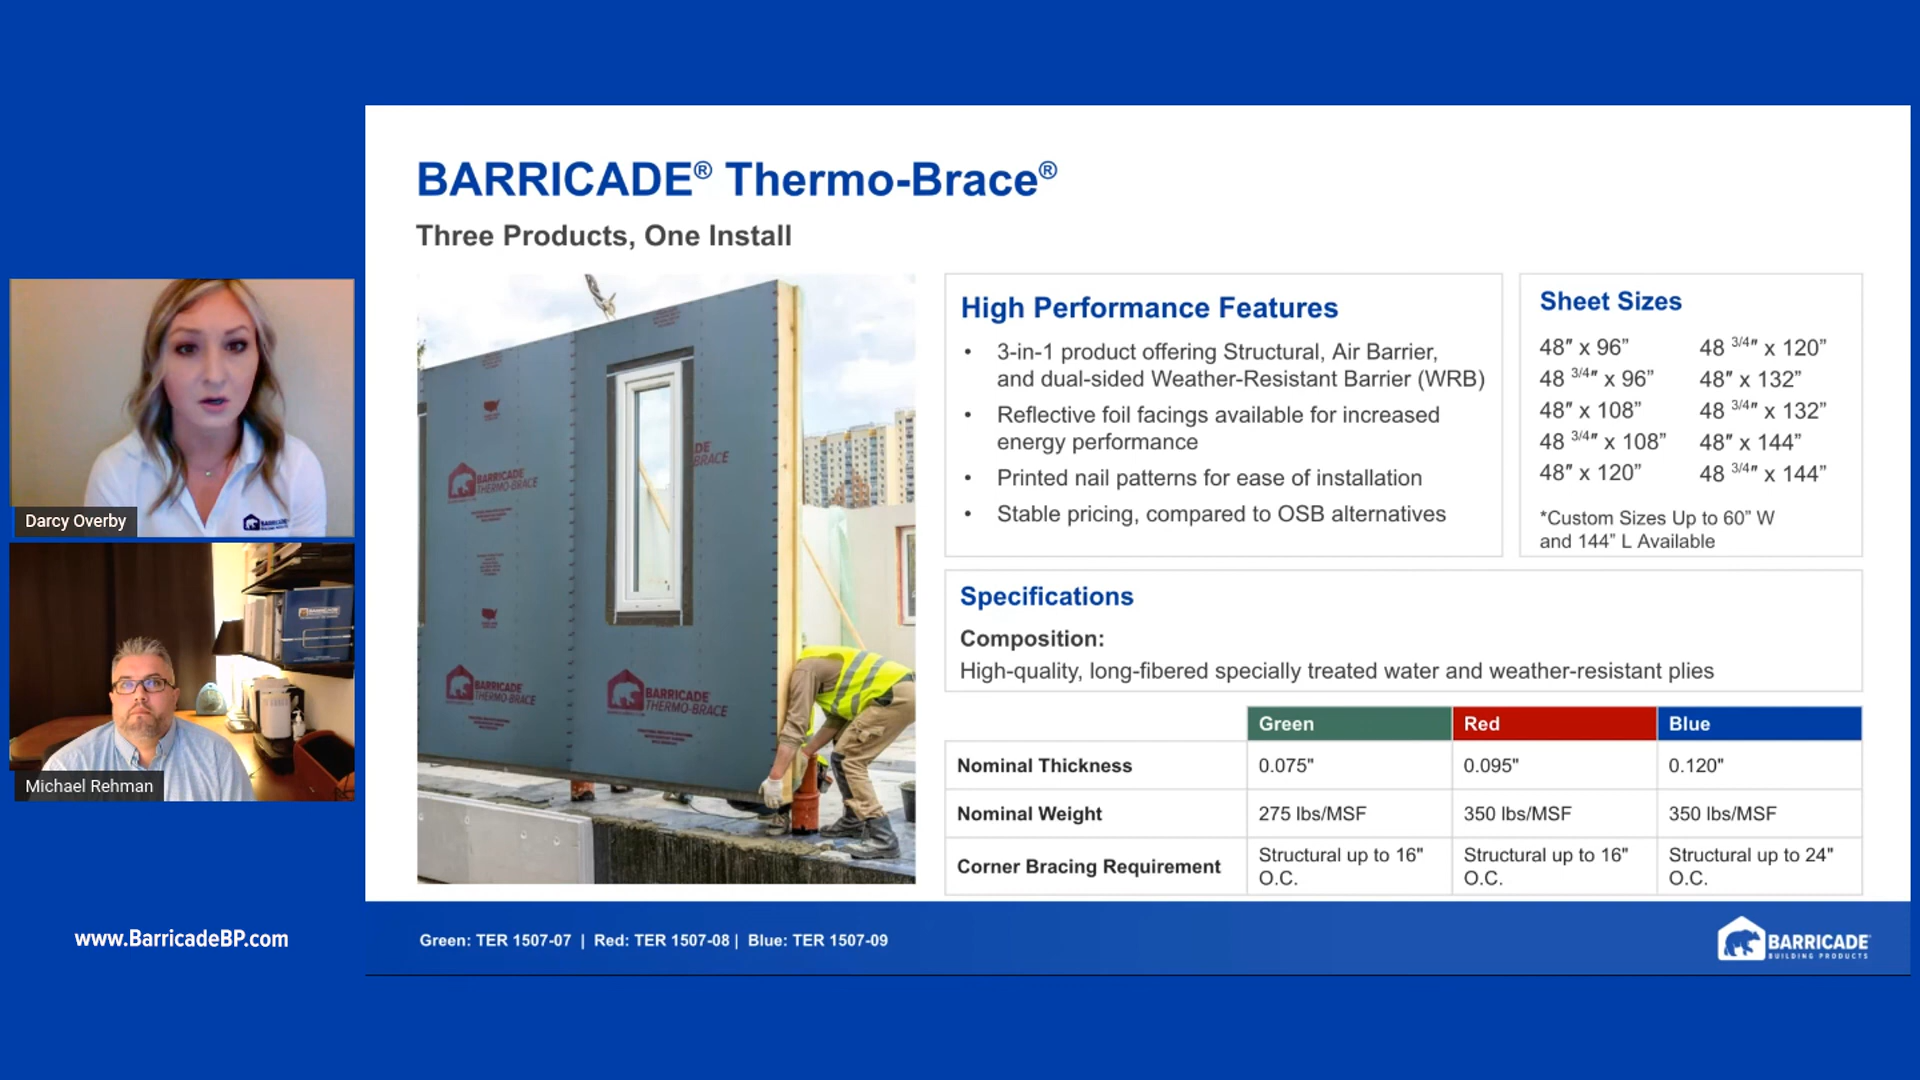 BARRICADE® Thermo-Brace®
Three Products, One Install
DE®
BRACE
BARRICADE
THERMO-BRACE
BARRICADE
THERMO-BRACE
BARRICADE
THERMO-BRACE
High Performance Features
• 3-in-1 product offering Structural, Air Barrier,
and dual-sided Weather-Resistant Barrier (WRB)
• Reflective foil facings available for increased
energy performance
• Printed nail patterns for ease of installation
• Stable pricing, compared to OSB alternatives
Sheet Sizes
48″ x 96” 48 3/4″ x 120”
48 3/4″ x 96” 48″ x 132”
48″ x 108” 48 3/4″ x 132”
48 3/4″ x 108” 48″ x 144”
48″ x 120” 48 3/4″ x 144”
*Custom Sizes Up to 60” W
and 144” L Available
Specifications
Composition:
High-quality, long-fibered specially treated water and weather-resistant plies
Green Red Blue
Nominal Thickness 0.075" 0.095" 0.120"
Nominal Weight 275 lbs/MSF 350 lbs/MSF 350 lbs/MSF
Corner Bracing Requirement Structural up to 16" O.C. Structural up to 16" O.C. Structural up to 24" O.C.
Darcy Overby
BARRICADE
Michael Rehman
BARRICADE
www.BarricadeBP.com
Green: TER 1507-07 | Red: TER 1507-08 | Blue: TER 1507-09
BARRICADE
BUILDING PRODUCTS